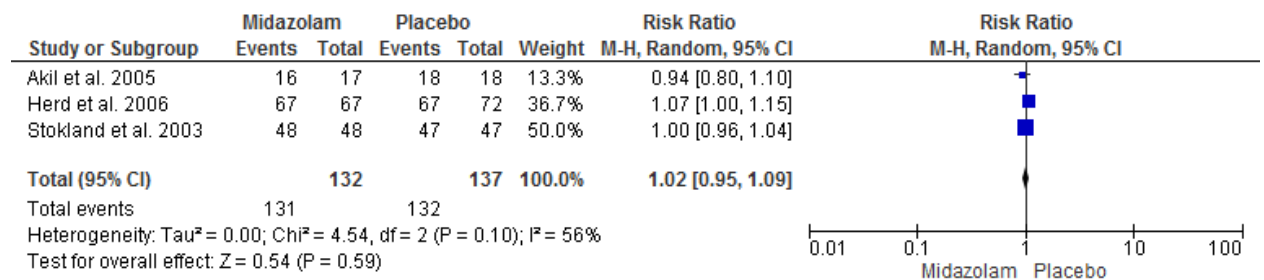 Midazolam Placebo Risk Ratio Risk Ratio
Study or Subgroup Events Total Events Total Weight M-H, Random, 95% CI M-H, Random, 95% CI
Akil et al. 2005 16 17 18 18 13.3% 0.94 [0.80, 1.10]
Herd et al. 2006 67 67 67 72 36.7% 1.07 [1.00, 1.15]
Stokland et al. 2003 48 48 47 47 50.0% 1.00 [0.96, 1.04]
Total (95% CI) 132 137 100.0% 1.02 [0.95, 1.09]
Total events 131 132
Heterogeneity: Tau² = 0.00; Chi² = 4.54, df = 2 (P = 0.10); I² = 56%
Test for overall effect: Z = 0.54 (P = 0.59)
0.01 0.1 1 10 100
Midazolam Placebo